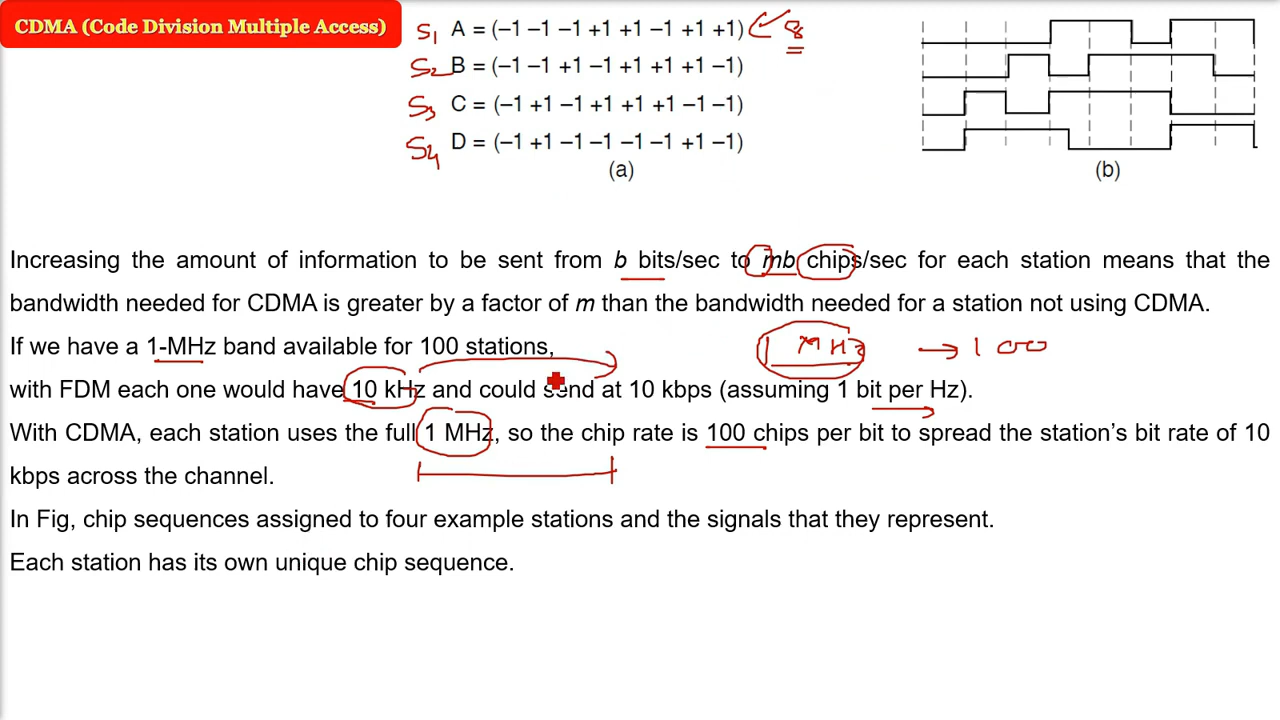 CDMA (Code Division Multiple Access)
S1 A = (–1 –1 –1 +1 +1 –1 +1 +1) 8
S2 B = (–1 –1 +1 –1 +1 +1 +1 –1)
S3 C = (–1 +1 –1 +1 +1 +1 –1 –1)
S4 D = (–1 +1 –1 –1 –1 –1 +1 –1)
(a) (b)
Increasing the amount of information to be sent from b bits/sec to mb chips/sec for each station means that the
bandwidth needed for CDMA is greater by a factor of m than the bandwidth needed for a station not using CDMA.
If we have a 1-MHz band available for 100 stations, 1 MHz → 100
with FDM each one would have 10 kHz and could send at 10 kbps (assuming 1 bit per Hz).
With CDMA, each station uses the full 1 MHz, so the chip rate is 100 chips per bit to spread the station’s bit rate of 10
kbps across the channel.
In Fig, chip sequences assigned to four example stations and the signals that they represent.
Each station has its own unique chip sequence.